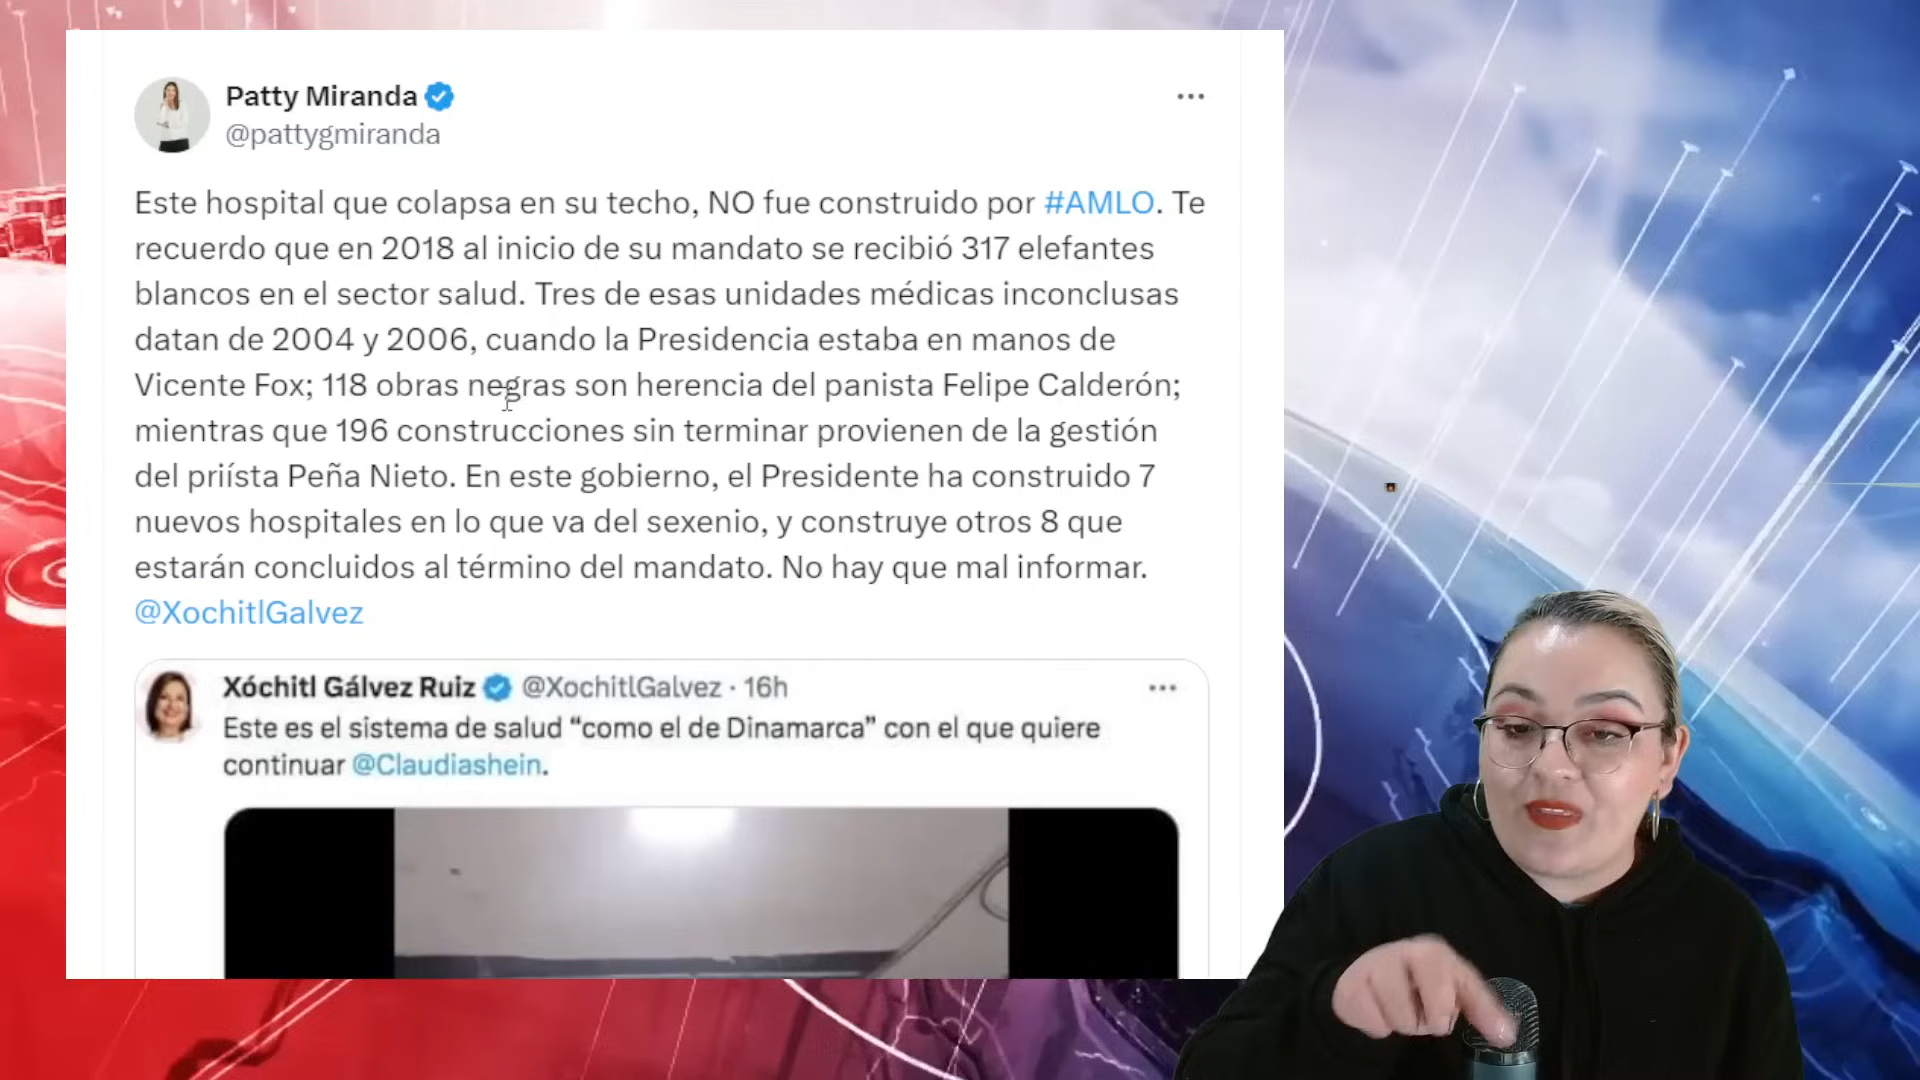 Patty Miranda
@pattygmiranda
Este hospital que colapsa en su techo, NO fue construido por #AMLO. Te
recuerdo que en 2018 al inicio de su mandato se recibió 317 elefantes
blancos en el sector salud. Tres de esas unidades médicas inconclusas
datan de 2004 y 2006, cuando la Presidencia estaba en manos de
Vicente Fox; 118 obras negras son herencia del panista Felipe Calderón;
mientras que 196 construcciones sin terminar provienen de la gestión
del priísta Peña Nieto. En este gobierno, el Presidente ha construido 7
nuevos hospitales en lo que va del sexenio, y construye otros 8 que
estarán concluidos al término del mandato. No hay que mal informar.
@XochitlGalvez
Xóchitl Gálvez Ruiz @XochitlGalvez · 16h
Este es el sistema de salud “como el de Dinamarca” con el que quiere
continuar @Claudiashein.